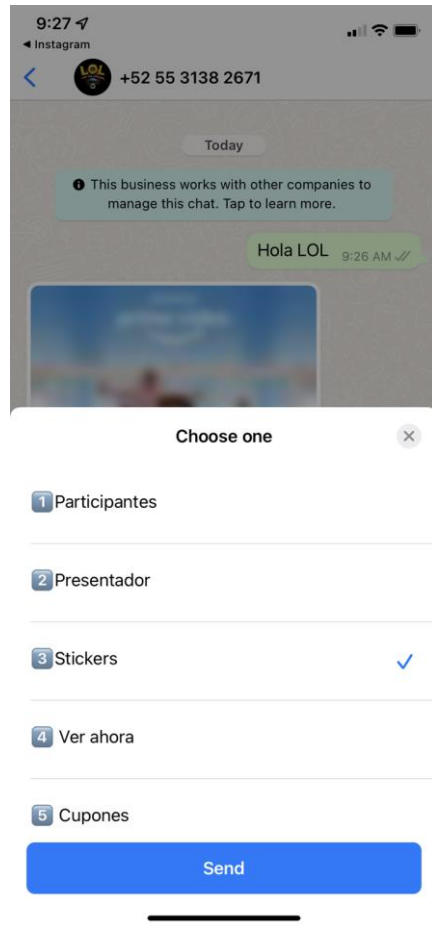 9:27
◀ Instagram
LOL
+52 55 3138 2671
Today
This business works with other companies to
manage this chat. Tap to learn more.
Hola LOL 9:26 AM
Choose one
1 Participantes
2 Presentador
3 Stickers
4 Ver ahora
5 Cupones
Send